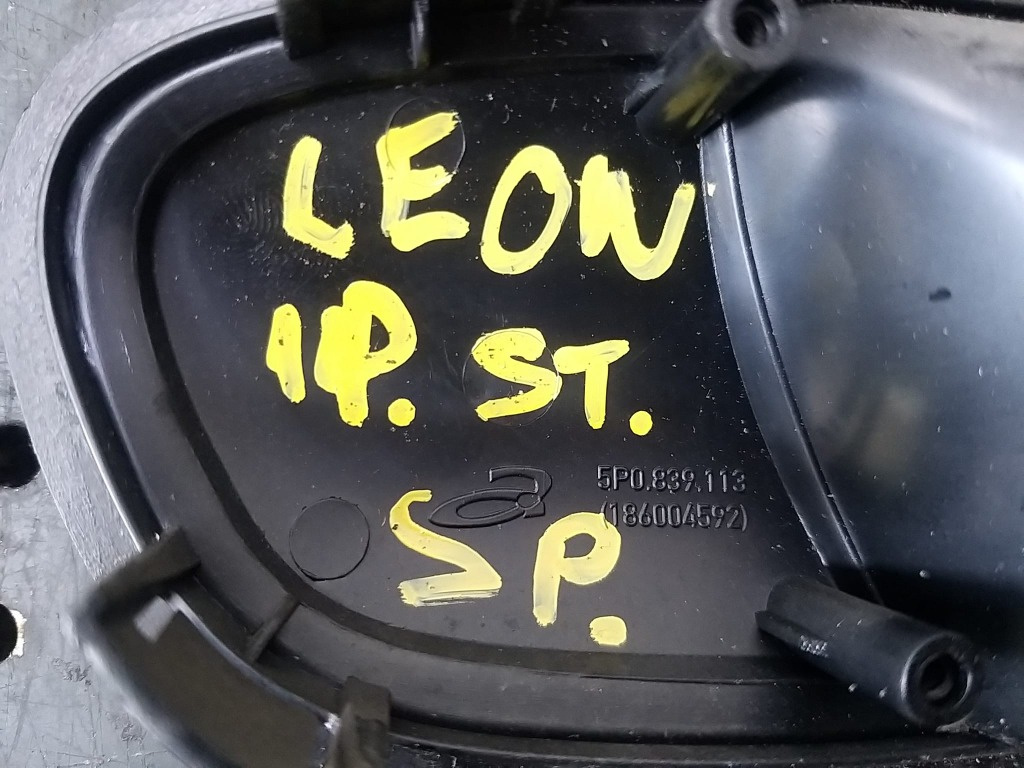 LEON
1P. ST.
5P0.839.113
(186004592)
SP.